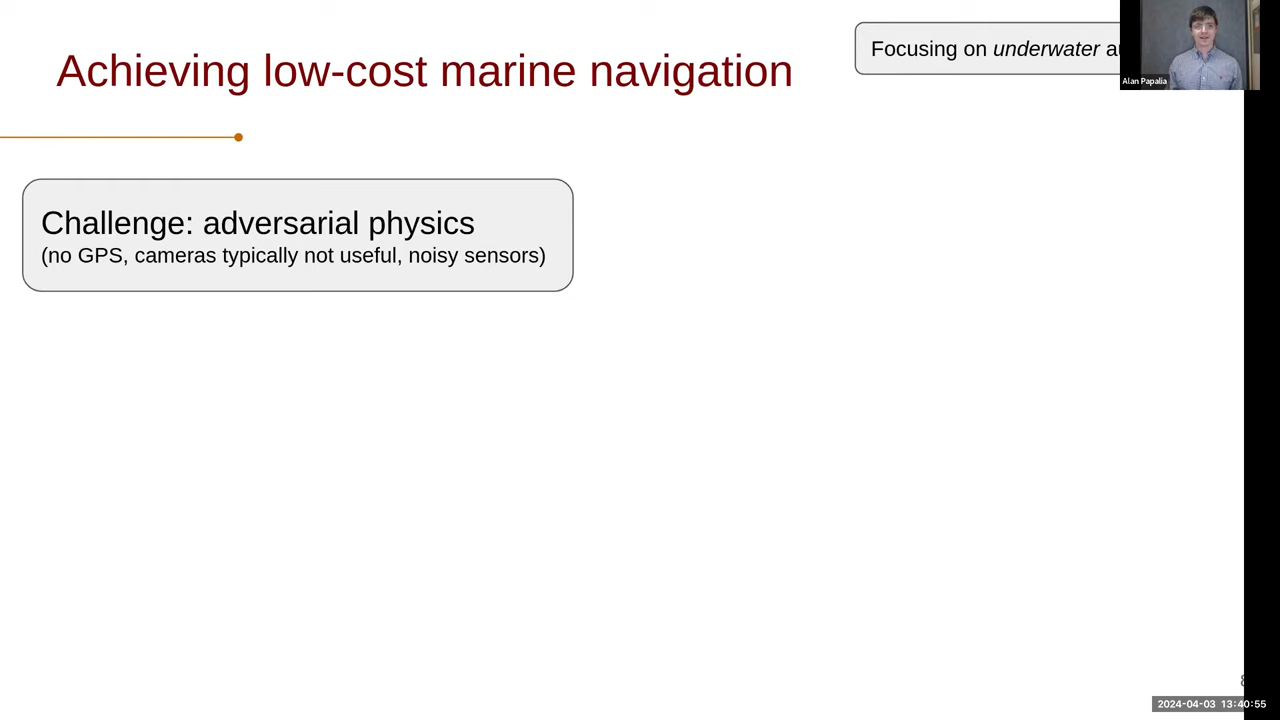 Focusing on underwater
Achieving low-cost marine navigation
Alan Papalia
Challenge: adversarial physics
(no GPS, cameras typically not useful, noisy sensors)
2024-04-03 13:40:55